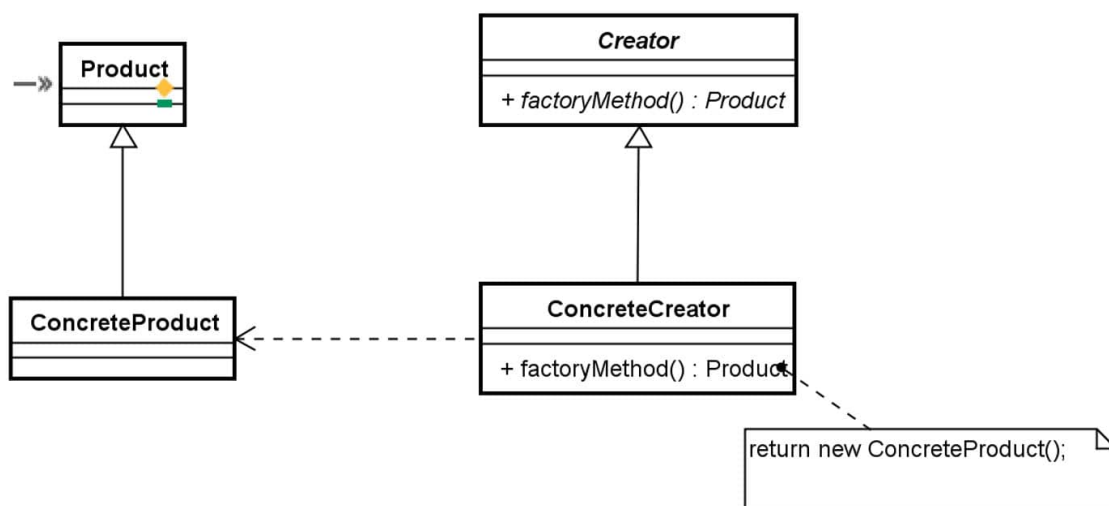 Product
Creator
+ factoryMethod() : Product
ConcreteProduct
ConcreteCreator
+ factoryMethod() : Product
return new ConcreteProduct();